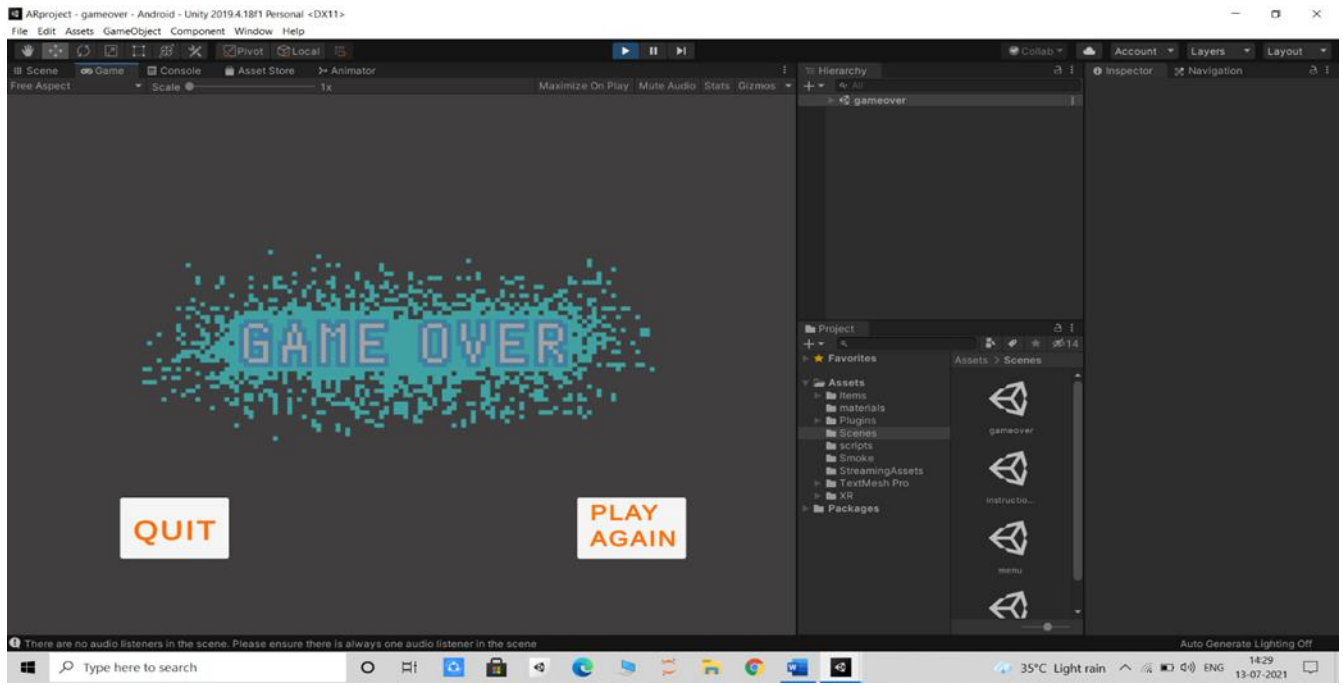 ARproject - gameover - Android - Unity 2019.4.18f1 Personal <DX11>
File Edit Assets GameObject Component Window Help
Pivot Local
Collab Account Layers Layout
Scene Game Console Asset Store Animator
Hierarchy
Inspector Navigation
Free Aspect Scale 1x Maximize On Play Mute Audio Stats Gizmos
All
gameover
GAME OVER
QUIT
PLAY
AGAIN
Project
14
Favorites
Assets > Scenes
Assets
Items
materials
Plugins
Scenes
scripts
Smoke
StreamingAssets
TextMesh Pro
XR
Packages
gameover
instructio...
menu
There are no audio listeners in the scene. Please ensure there is always one audio listener in the scene
Auto Generate Lighting Off
Type here to search
35°C Light rain ENG
14:29
13-07-2021